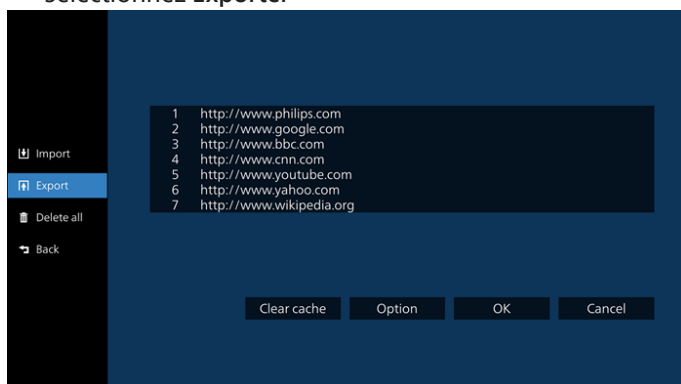 sélectionnez Exporter
Import
Export
Delete all
Back
1 http://www.philips.com
2 http://www.google.com
3 http://www.bbc.com
4 http://www.cnn.com
5 http://www.youtube.com
6 http://www.yahoo.com
7 http://www.wikipedia.org
Clear cache Option OK Cancel